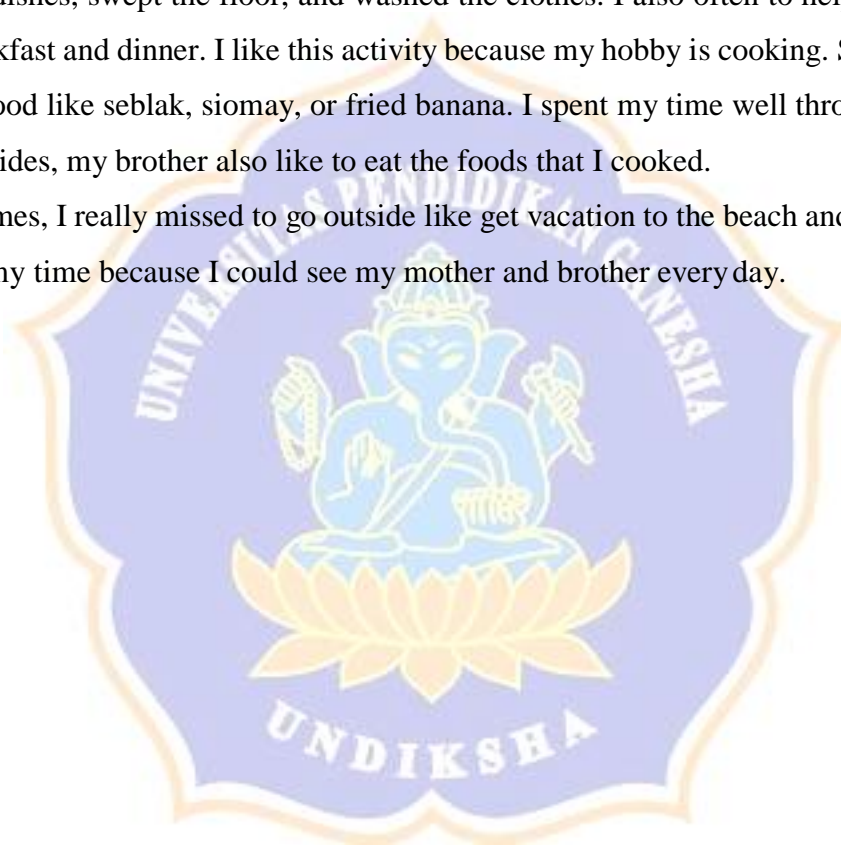 dishes, swept the floor, and washed the clothes. I also often to hel
kfast and dinner. I like this activity because my hobby is cooking. S
ood like seblak, siomay, or fried banana. I spent my time well thro
ides, my brother also like to eat the foods that I cooked.
mes, I really missed to go outside like get vacation to the beach and
ny time because I could see my mother and brother every day.
UNIVERSITAS PENDIDIKAN GANESHA
UNDIKSHA